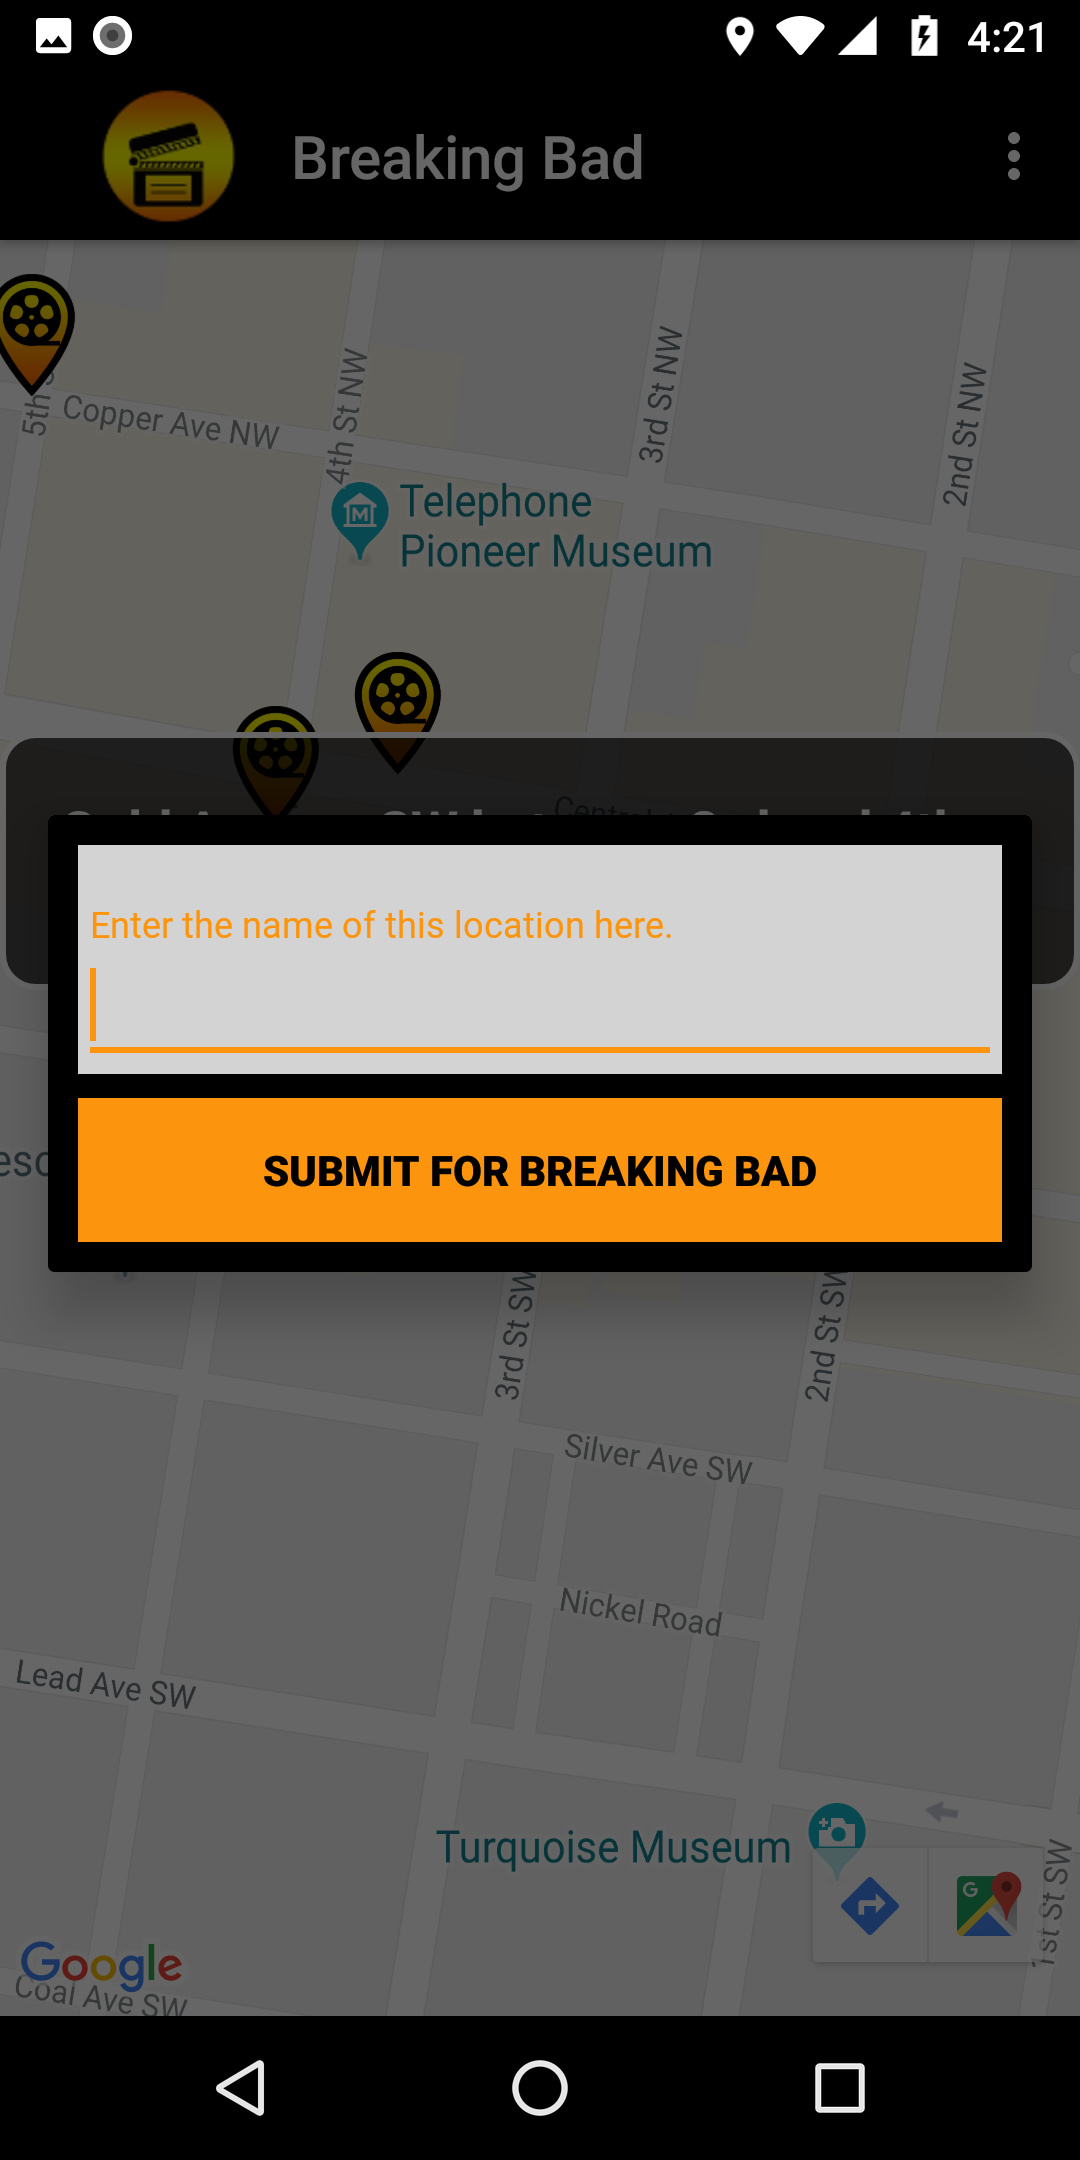 4:21
Breaking Bad
5th
Copper Ave NW
4th St NW
3rd St NW
2nd St NW
Telephone
Pioneer Museum
Enter the name of this location here.
SUBMIT FOR BREAKING BAD
3rd St SW
2nd St SW
Silver Ave SW
Nickel Road
Lead Ave SW
Turquoise Museum
G
1st St SW
Google
Coal Ave SW